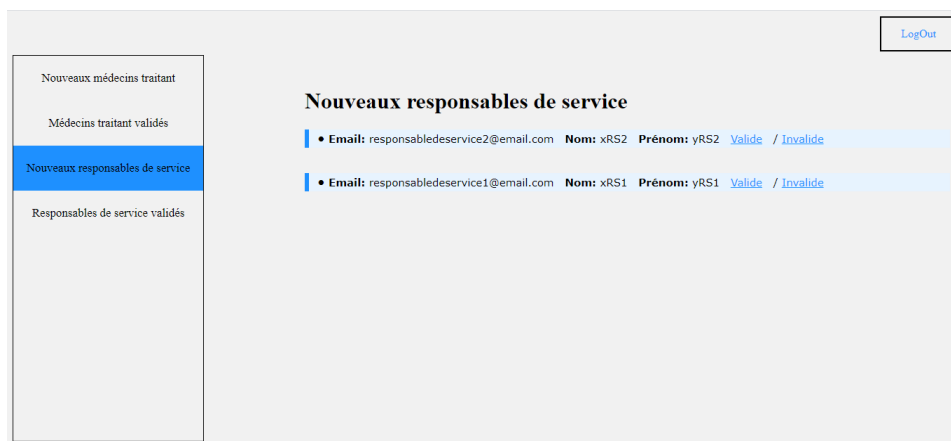 LogOut
Nouveaux médecins traitant
Médecins traitant validés
Nouveaux responsables de service
Responsables de service validés
Nouveaux responsables de service
• Email: responsabledeservice2@email.com Nom: xRS2 Prénom: yRS2 Valide / Invalide
• Email: responsabledeservice1@email.com Nom: xRS1 Prénom: yRS1 Valide / Invalide